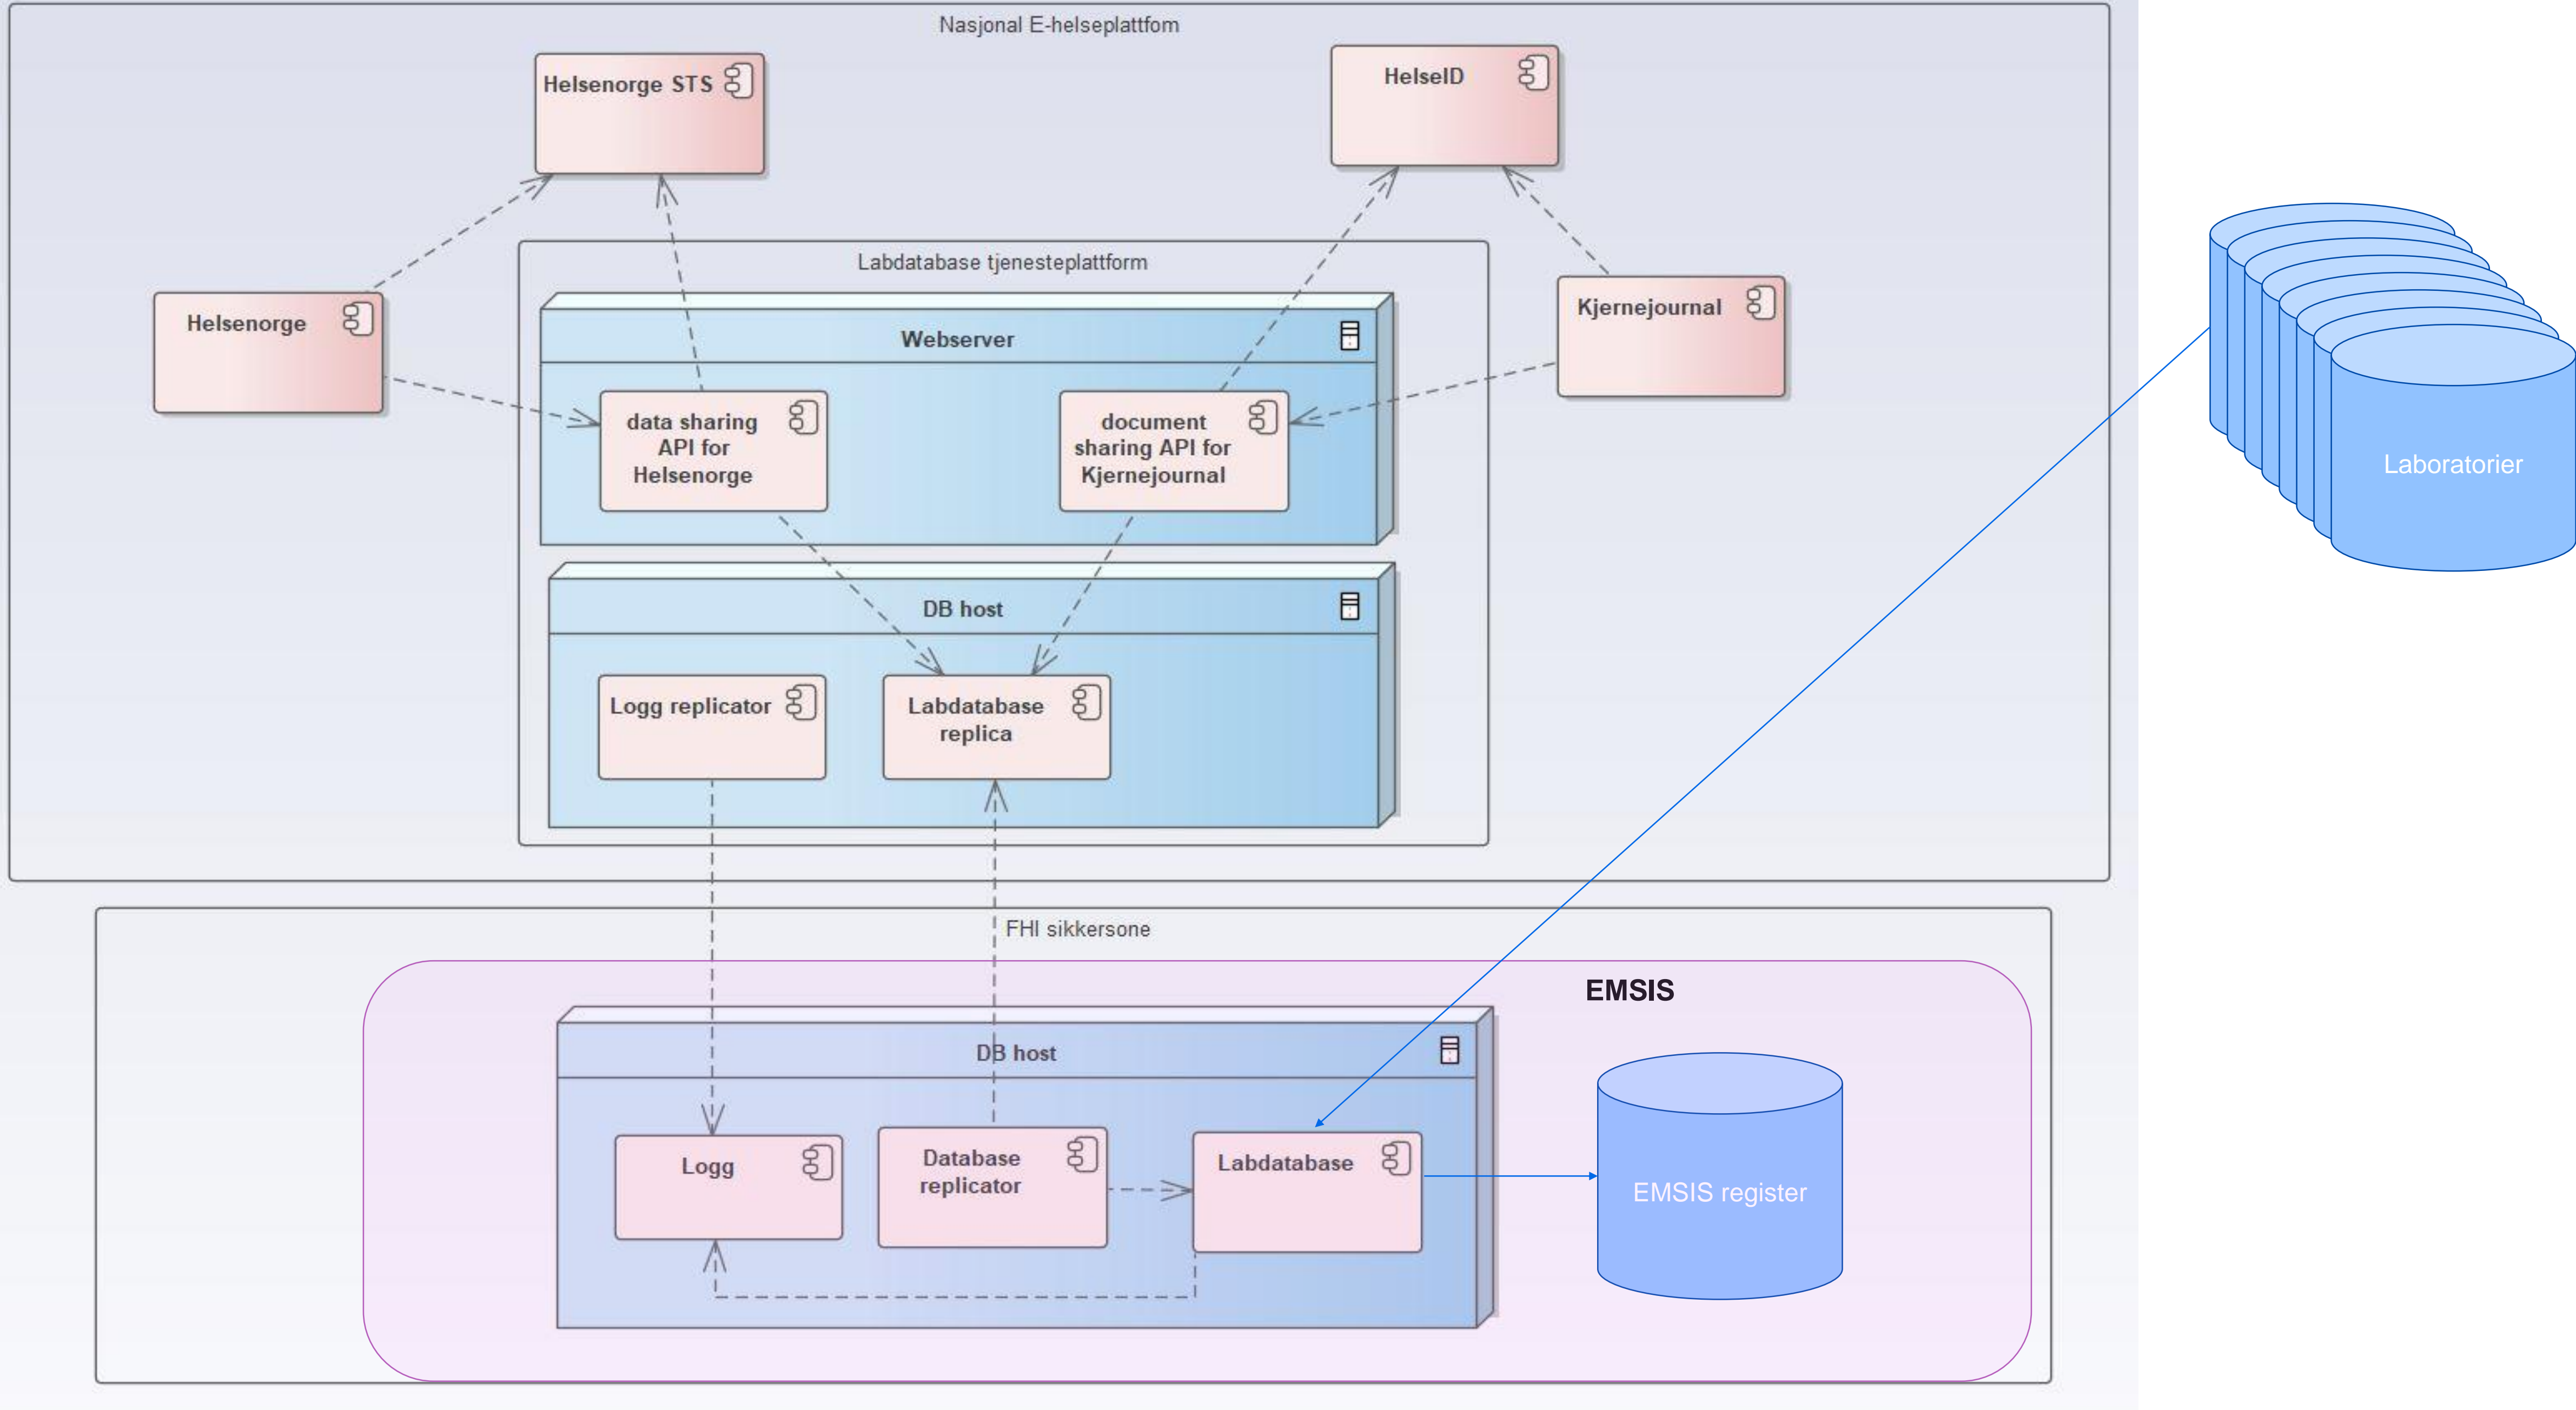 Nasjonal E-helseplattfom
Helsenorge STS
HelseID
Labdatabase tjenesteplattform
Helsenorge
Kjernejournal
Webserver
data sharing
API for
Helsenorge
document
sharing API for
Kjernejournal
Laboratorier
DB host
Logg replicator
Labdatabase
replica
FHI sikkersone
EMSIS
DB host
Logg
Database
replicator
Labdatabase
EMSIS register